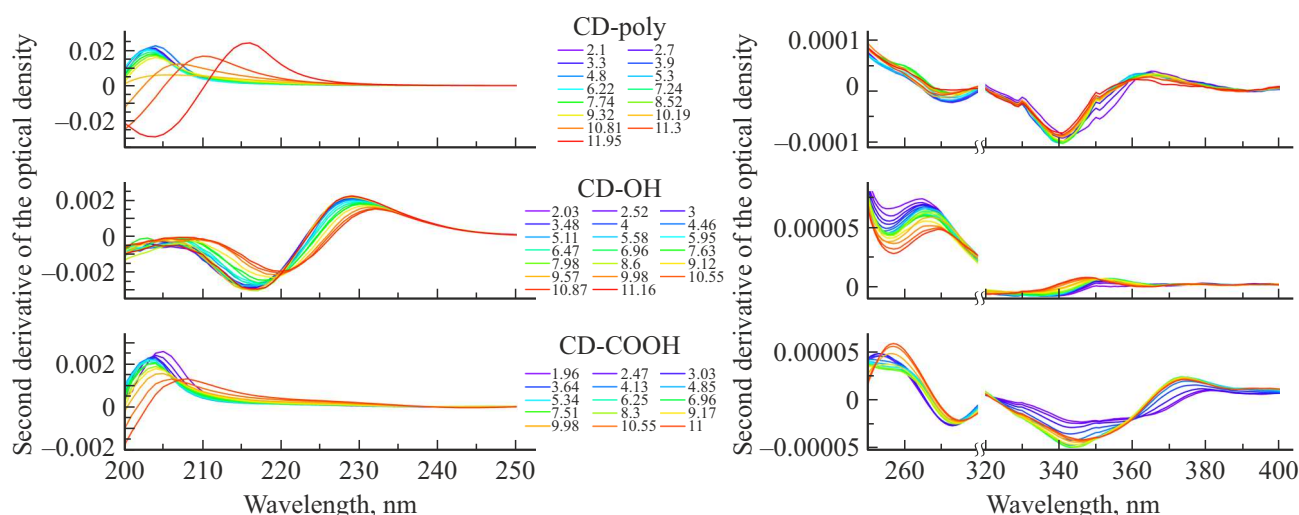 CD-poly
2.1 2.7
3.3 3.9
4.8 5.3
6.22 7.24
7.74 8.52
9.32 10.19
10.81 11.3
11.95
0.02
0
–0.02
0.0001
0
–0.0001
CD-OH
2.03 2.52 3
3.48 4 4.46
5.11 5.58 5.95
6.47 6.96 7.63
7.98 8.6 9.12
9.57 9.98 10.55
10.87 11.16
0.002
0
–0.002
0.00005
0
CD-COOH
1.96 2.47 3.03
3.64 4.13 4.85
5.34 6.25 6.96
7.51 8.3 9.17
9.98 10.55 11
0.002
0
–0.002
0.00005
0
–0.00005
200 210 220 230 240 250
260 320 340 360 380 400
Wavelength, nm
Wavelength, nm
Second derivative of the optical density
Second derivative of the optical density